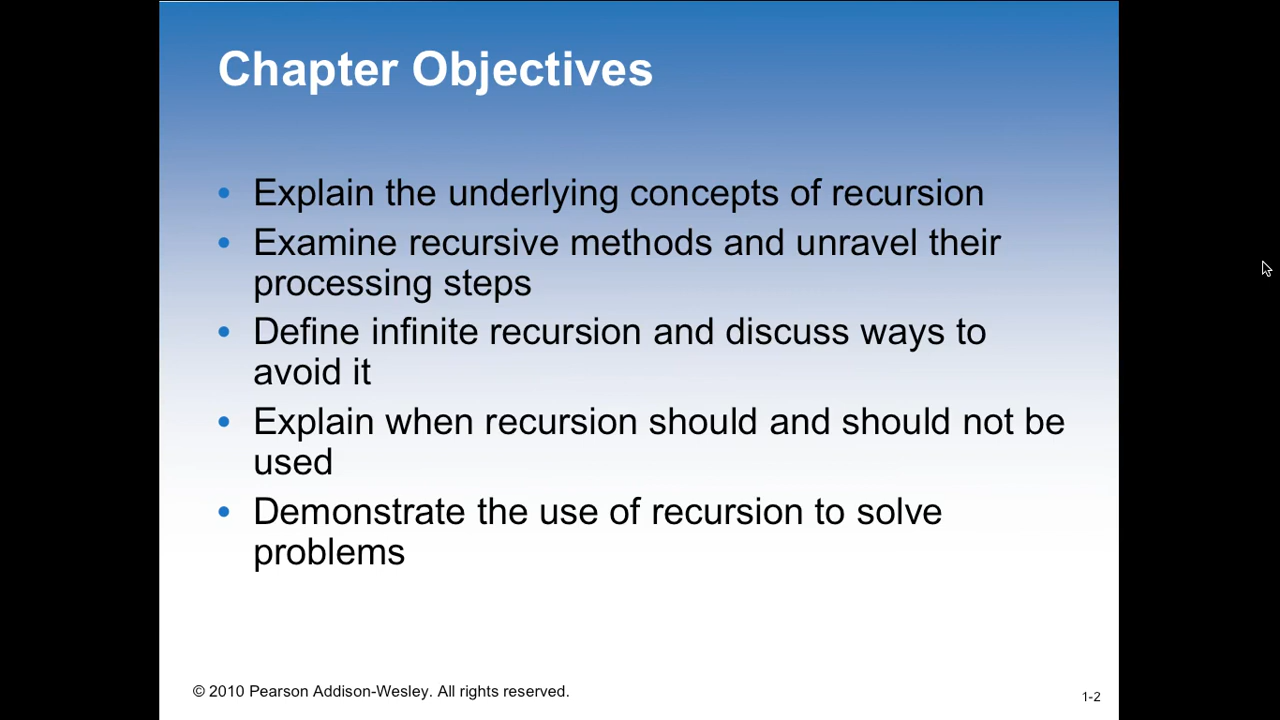 Chapter Objectives
• Explain the underlying concepts of recursion
• Examine recursive methods and unravel their
processing steps
• Define infinite recursion and discuss ways to
avoid it
• Explain when recursion should and should not be
used
• Demonstrate the use of recursion to solve
problems
© 2010 Pearson Addison-Wesley. All rights reserved.
1-2